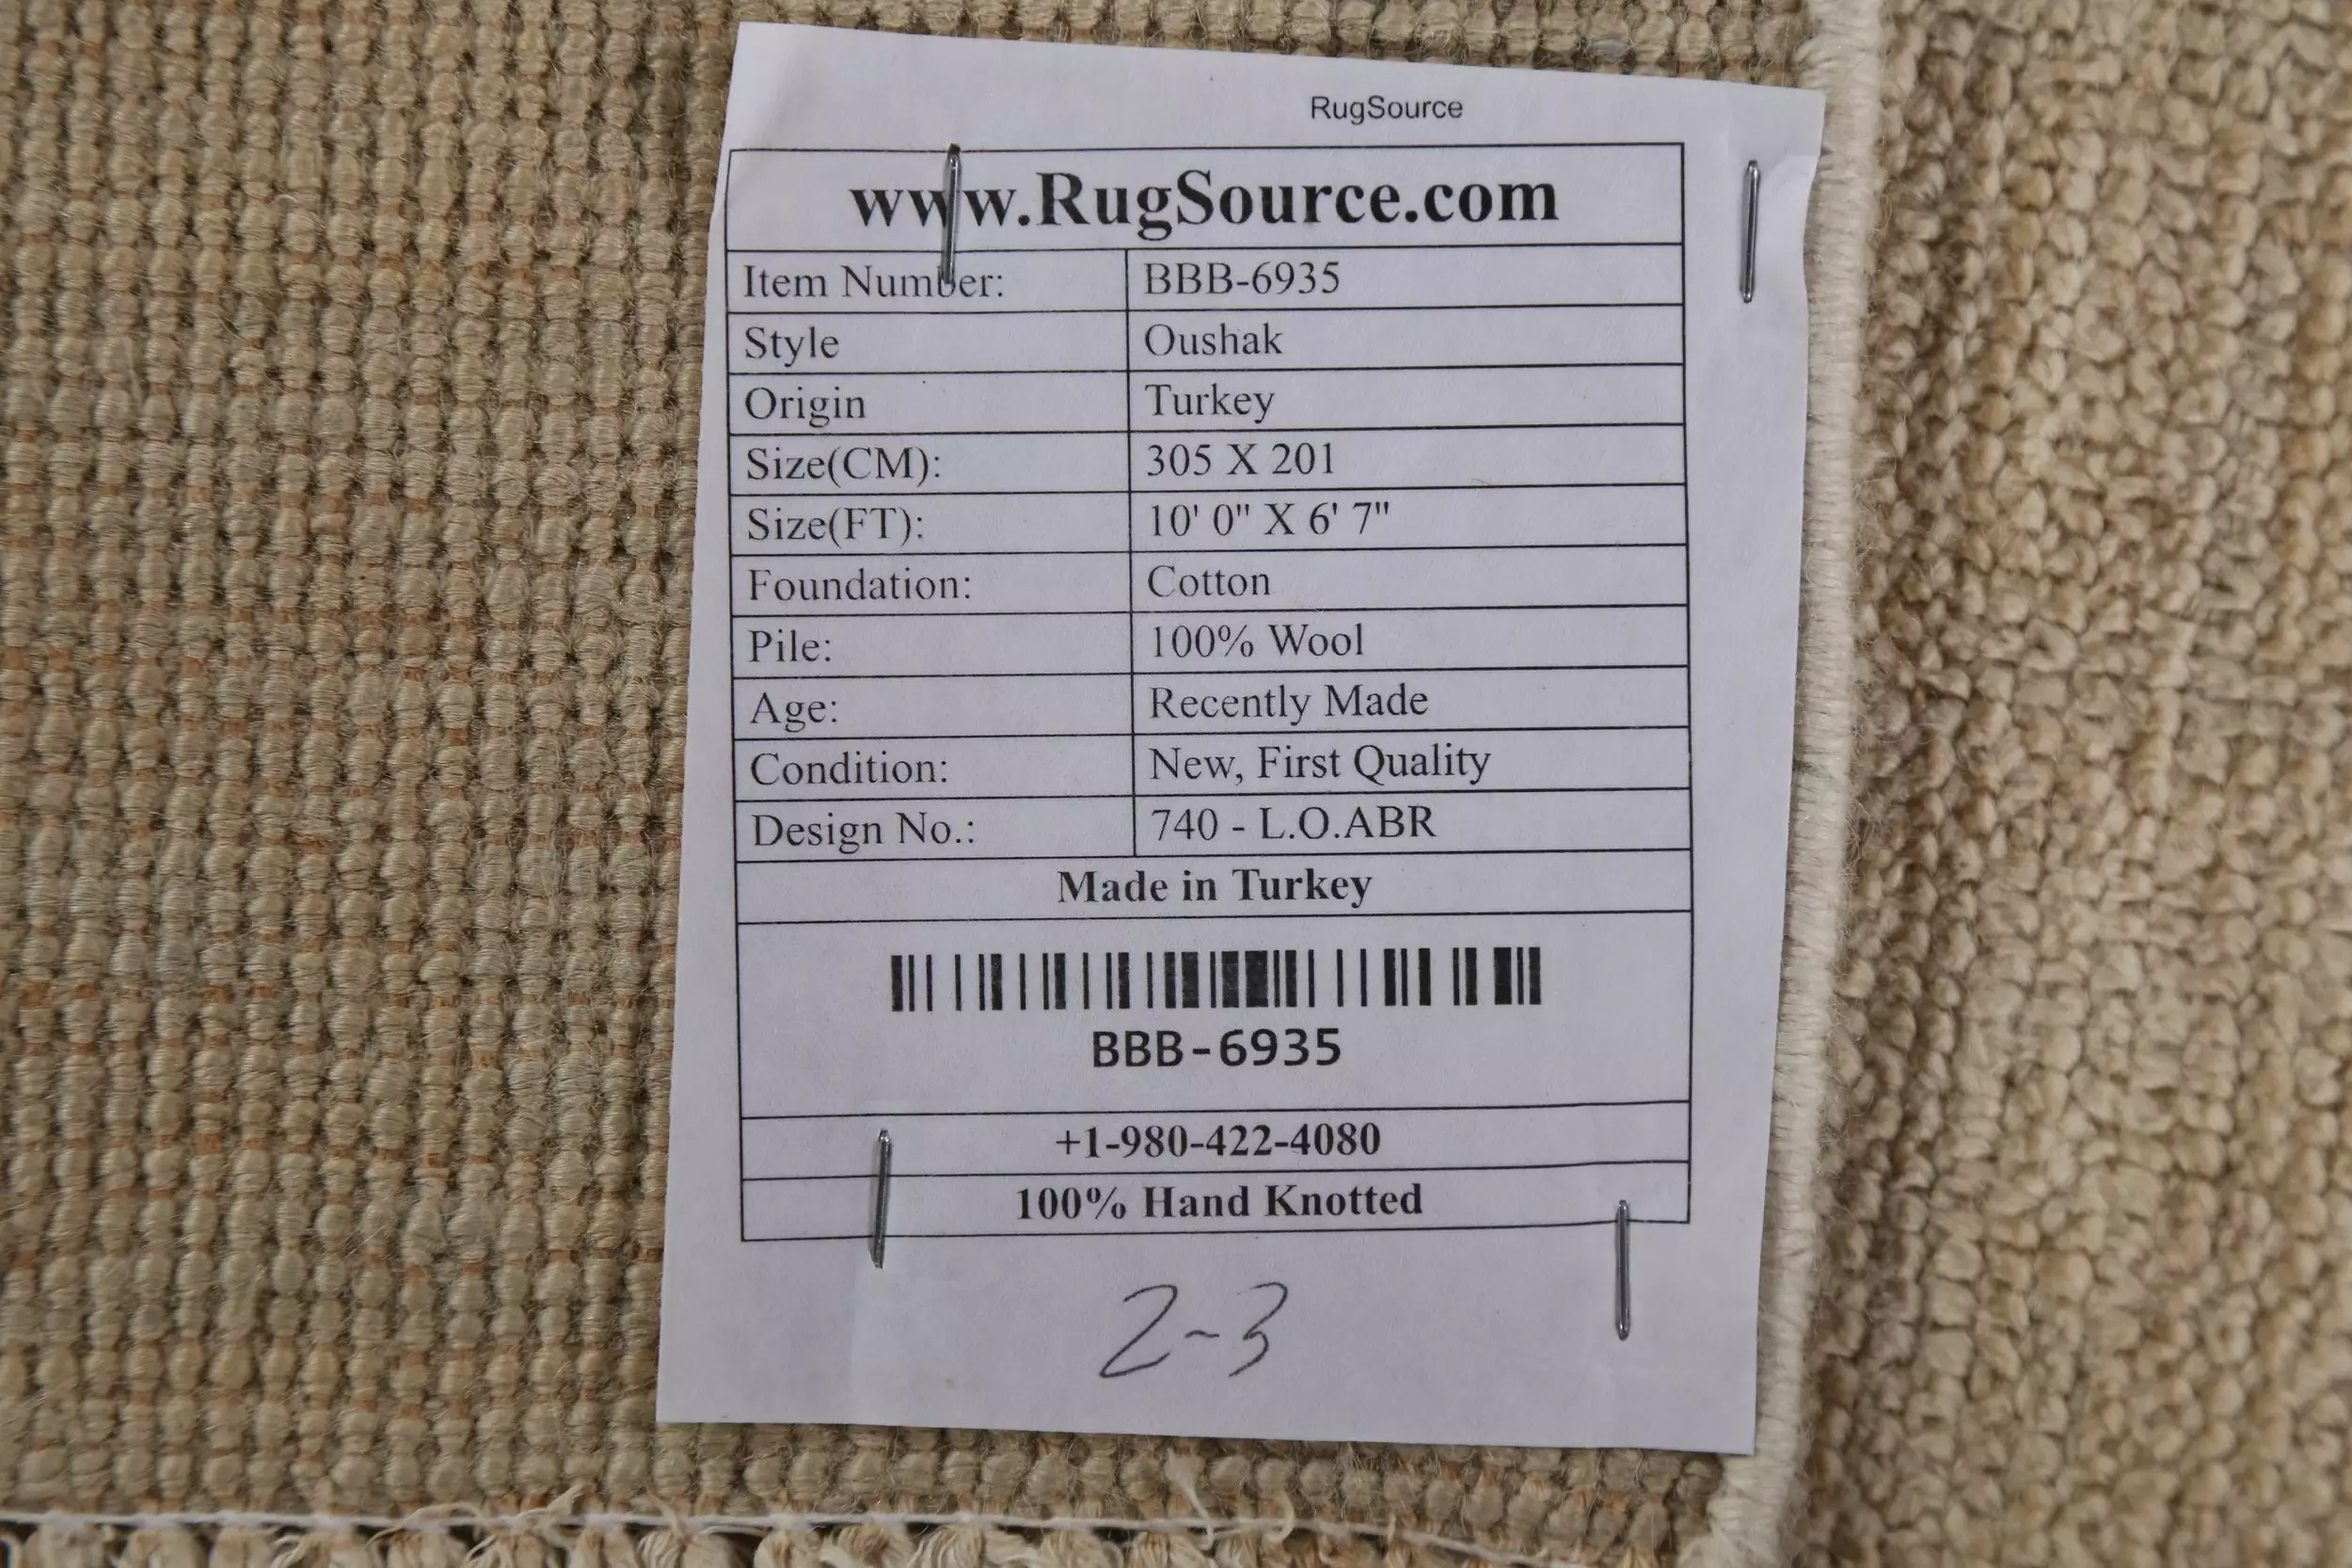 RugSource
www.RugSource.com
Item Number: BBB-6935
Style Oushak
Origin Turkey
Size(CM): 305 X 201
Size(FT): 10' 0" X 6' 7"
Foundation: Cotton
Pile: 100% Wool
Age: Recently Made
Condition: New, First Quality
Design No.: 740 - L.O.ABR
Made in Turkey
BBB-6935
+1-980-422-4080
100% Hand Knotted
2-3